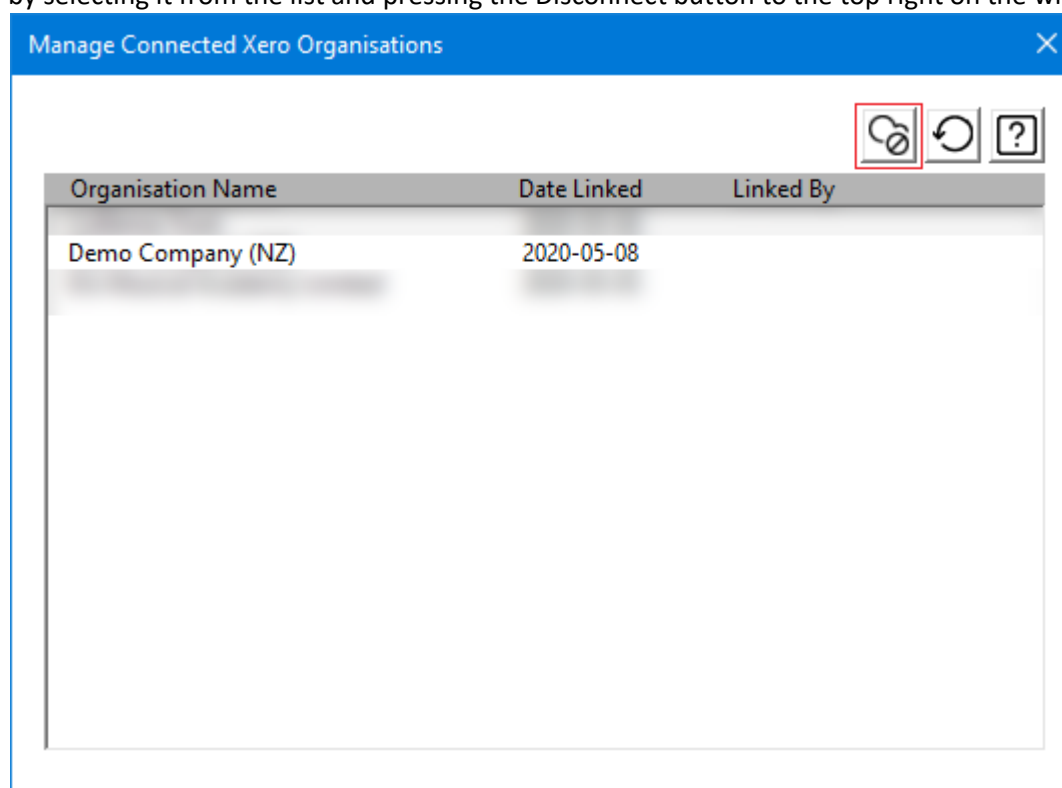 by selecting it from the list and pressing the Disconnect button to the top right on the
Manage Connected Xero Organisations
?
Organisation Name Date Linked Linked By
Demo Company (NZ) 2020-05-08